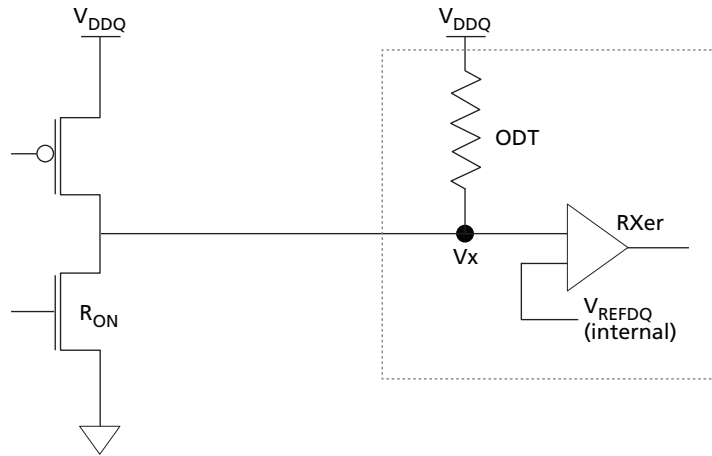 VDDQ
VDDQ
ODT
RXer
Vx
RON
VREFDQ
(internal)